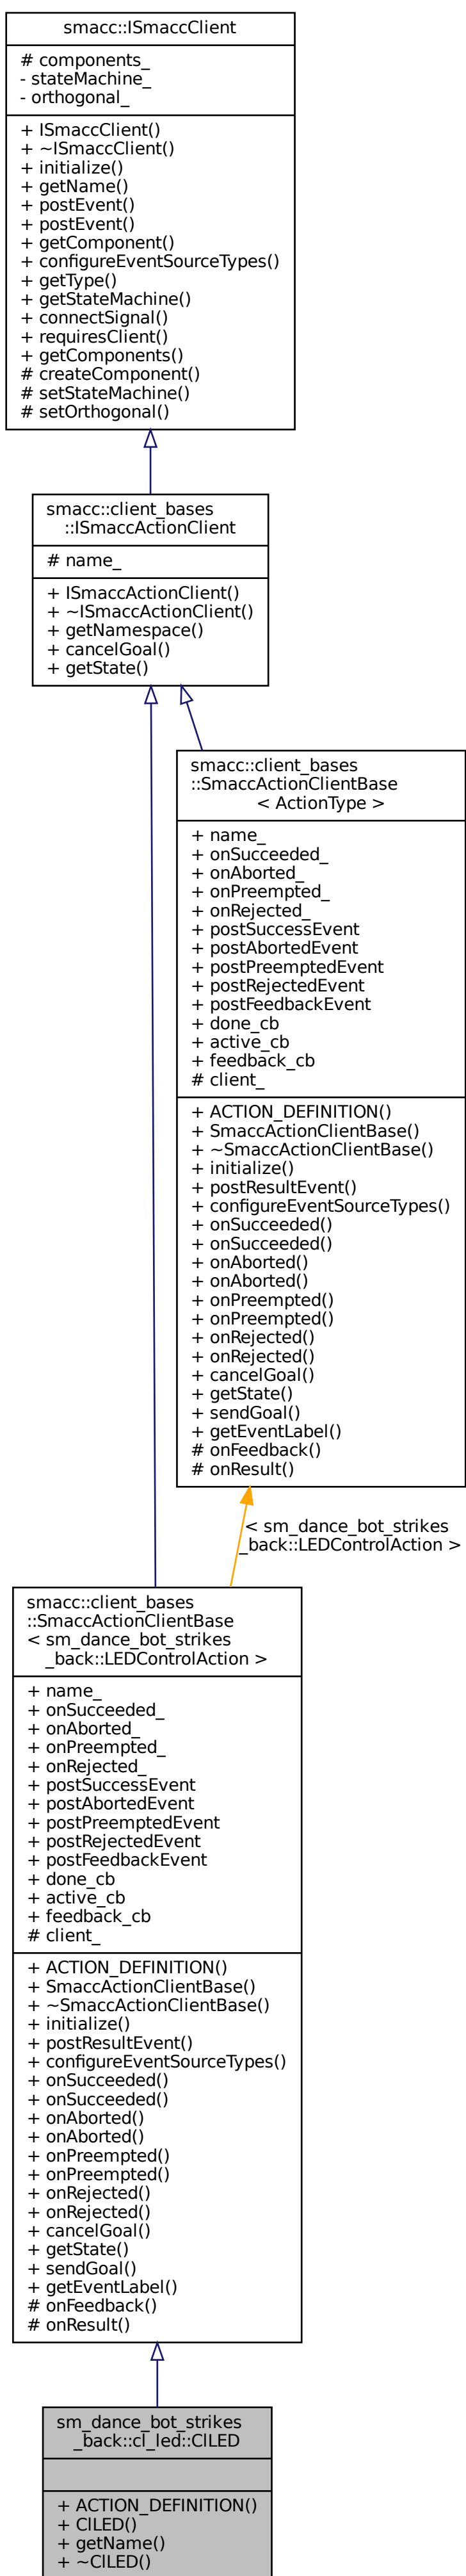 smacc::ISmaccClient
# components_
- stateMachine_
- orthogonal_
+ ISmaccClient()
+ ~ISmaccClient()
+ initialize()
+ getName()
+ postEvent()
+ postEvent()
+ getComponent()
+ configureEventSourceTypes()
+ getType()
+ getStateMachine()
+ connectSignal()
+ requiresClient()
+ getComponents()
# createComponent()
# setStateMachine()
# setOrthogonal()
smacc::client_bases
::ISmaccActionClient
# name_
+ ISmaccActionClient()
+ ~ISmaccActionClient()
+ getNamespace()
+ cancelGoal()
+ getState()
smacc::client_bases
::SmaccActionClientBase
< ActionType >
+ name_
+ onSucceeded_
+ onAborted_
+ onPreempted_
+ onRejected_
+ postSuccessEvent
+ postAbortedEvent
+ postPreemptedEvent
+ postRejectedEvent
+ postFeedbackEvent
+ done_cb
+ active_cb
+ feedback_cb
# client_
+ ACTION_DEFINITION()
+ SmaccActionClientBase()
+ ~SmaccActionClientBase()
+ initialize()
+ postResultEvent()
+ configureEventSourceTypes()
+ onSucceeded()
+ onSucceeded()
+ onAborted()
+ onAborted()
+ onPreempted()
+ onPreempted()
+ onRejected()
+ onRejected()
+ cancelGoal()
+ getState()
+ sendGoal()
+ getEventLabel()
# onFeedback()
# onResult()
< sm_dance_bot_strikes
_back::LEDControlAction >
smacc::client_bases
::SmaccActionClientBase
< sm_dance_bot_strikes
_back::LEDControlAction >
+ name_
+ onSucceeded_
+ onAborted_
+ onPreempted_
+ onRejected_
+ postSuccessEvent
+ postAbortedEvent
+ postPreemptedEvent
+ postRejectedEvent
+ postFeedbackEvent
+ done_cb
+ active_cb
+ feedback_cb
# client_
+ ACTION_DEFINITION()
+ SmaccActionClientBase()
+ ~SmaccActionClientBase()
+ initialize()
+ postResultEvent()
+ configureEventSourceTypes()
+ onSucceeded()
+ onSucceeded()
+ onAborted()
+ onAborted()
+ onPreempted()
+ onPreempted()
+ onRejected()
+ onRejected()
+ cancelGoal()
+ getState()
+ sendGoal()
+ getEventLabel()
# onFeedback()
# onResult()
sm_dance_bot_strikes
_back::cl_led::ClLED
+ ACTION_DEFINITION()
+ ClLED()
+ getName()
+ ~ClLED()